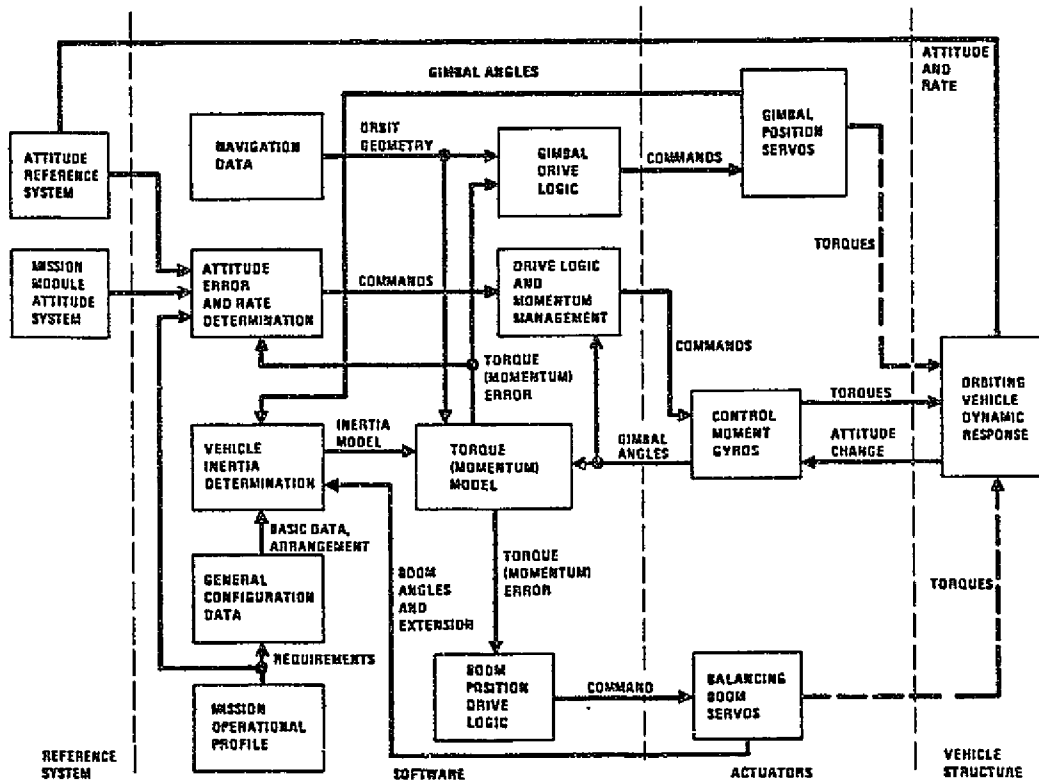 ATTITUDE
AND
RATE
GIMBAL ANGLES
GIMBAL
POSITION
SERVOS
ATTITUDE
REFERENCE
SYSTEM
NAVIGATION
DATA
ORBIT
GEOMETRY
GIMBAL
DRIVE
LOGIC
COMMANDS
TORQUES
MISSION
MODULE
ATTITUDE
SYSTEM
ATTITUDE
ERROR
AND RATE
DETERMINATION
COMMANDS
DRIVE LOGIC
AND
MOMENTUM
MANAGEMENT
COMMANDS
TORQUE
(MOMENTUM)
ERROR
ORBITING
VEHICLE
DYNAMIC
RESPONSE
TORQUES
CONTROL
MOMENT
GYROS
ATTITUDE
CHANGE
VEHICLE
INERTIA
DETERMINATION
INERTIA
MODEL
TORQUE
(MOMENTUM)
MODEL
GIMBAL
ANGLES
BASIC DATA,
ARRANGEMENT
GENERAL
CONFIGURATION
DATA
BOOM
ANGLES
AND
EXTENSION
TORQUE
(MOMENTUM)
ERROR
TORQUES
REQUIREMENTS
MISSION
OPERATIONAL
PROFILE
BOOM
POSITION
DRIVE
LOGIC
COMMAND
BALANCING
BOOM
SERVOS
REFERENCE
SYSTEM
SOFTWARE
ACTUATORS
VEHICLE
STRUCTURE